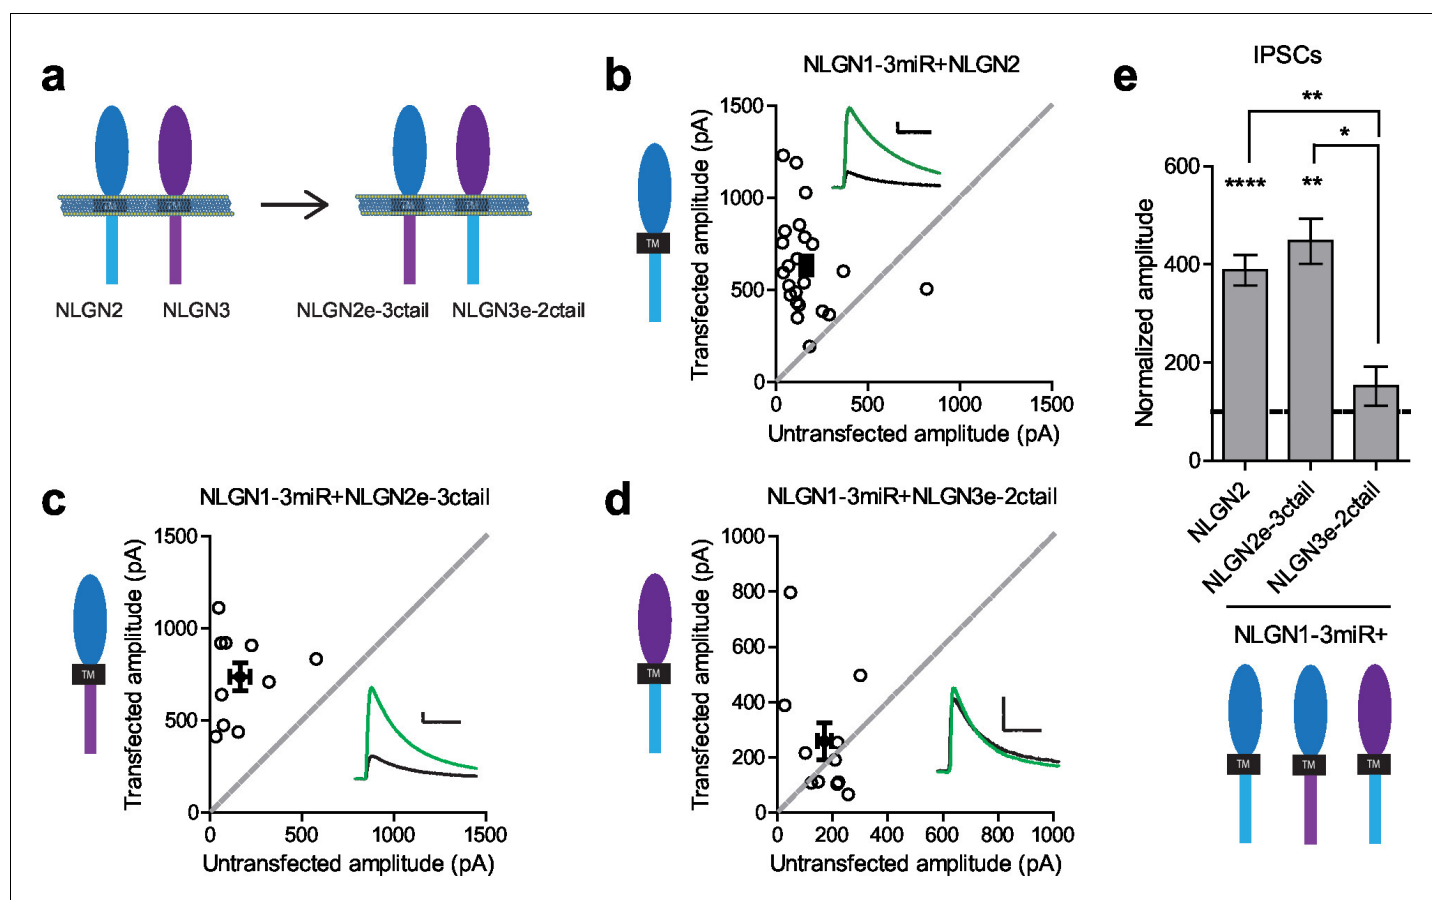 a
TM
TM
TM
TM
NLGN2
NLGN3
NLGN2e-3ctail
NLGN3e-2ctail
b
NLGN1-3miR+NLGN2
TM
Transfected amplitude (pA)
1500
1000
500
0
0
500
1000
1500
Untransfected amplitude (pA)
c
NLGN1-3miR+NLGN2e-3ctail
TM
Transfected amplitude (pA)
1500
1000
500
0
0
500
1000
1500
Untransfected amplitude (pA)
d
NLGN1-3miR+NLGN3e-2ctail
TM
Transfected amplitude (pA)
1000
800
600
400
200
0
0
200
400
600
800
1000
Untransfected amplitude (pA)
e
IPSCs
**
*
****
**
Normalized amplitude
600
400
200
0
NLGN2
NLGN2e-3ctail
NLGN3e-2ctail
NLGN1-3miR+
TM
TM
TM